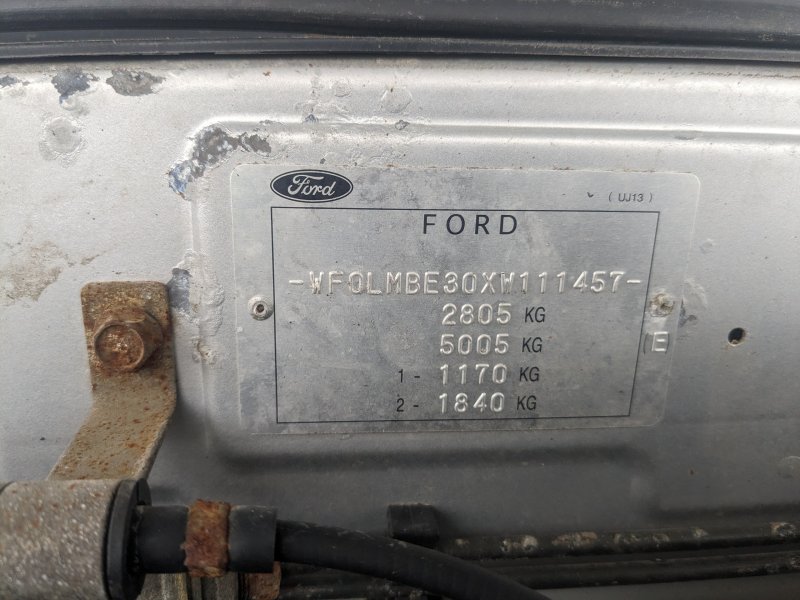 Ford
( UJ13 )
FORD
-WF0LMBE30XW111457-
2805 KG
5005 KG
1 - 1170 KG
2 - 1840 KG
E